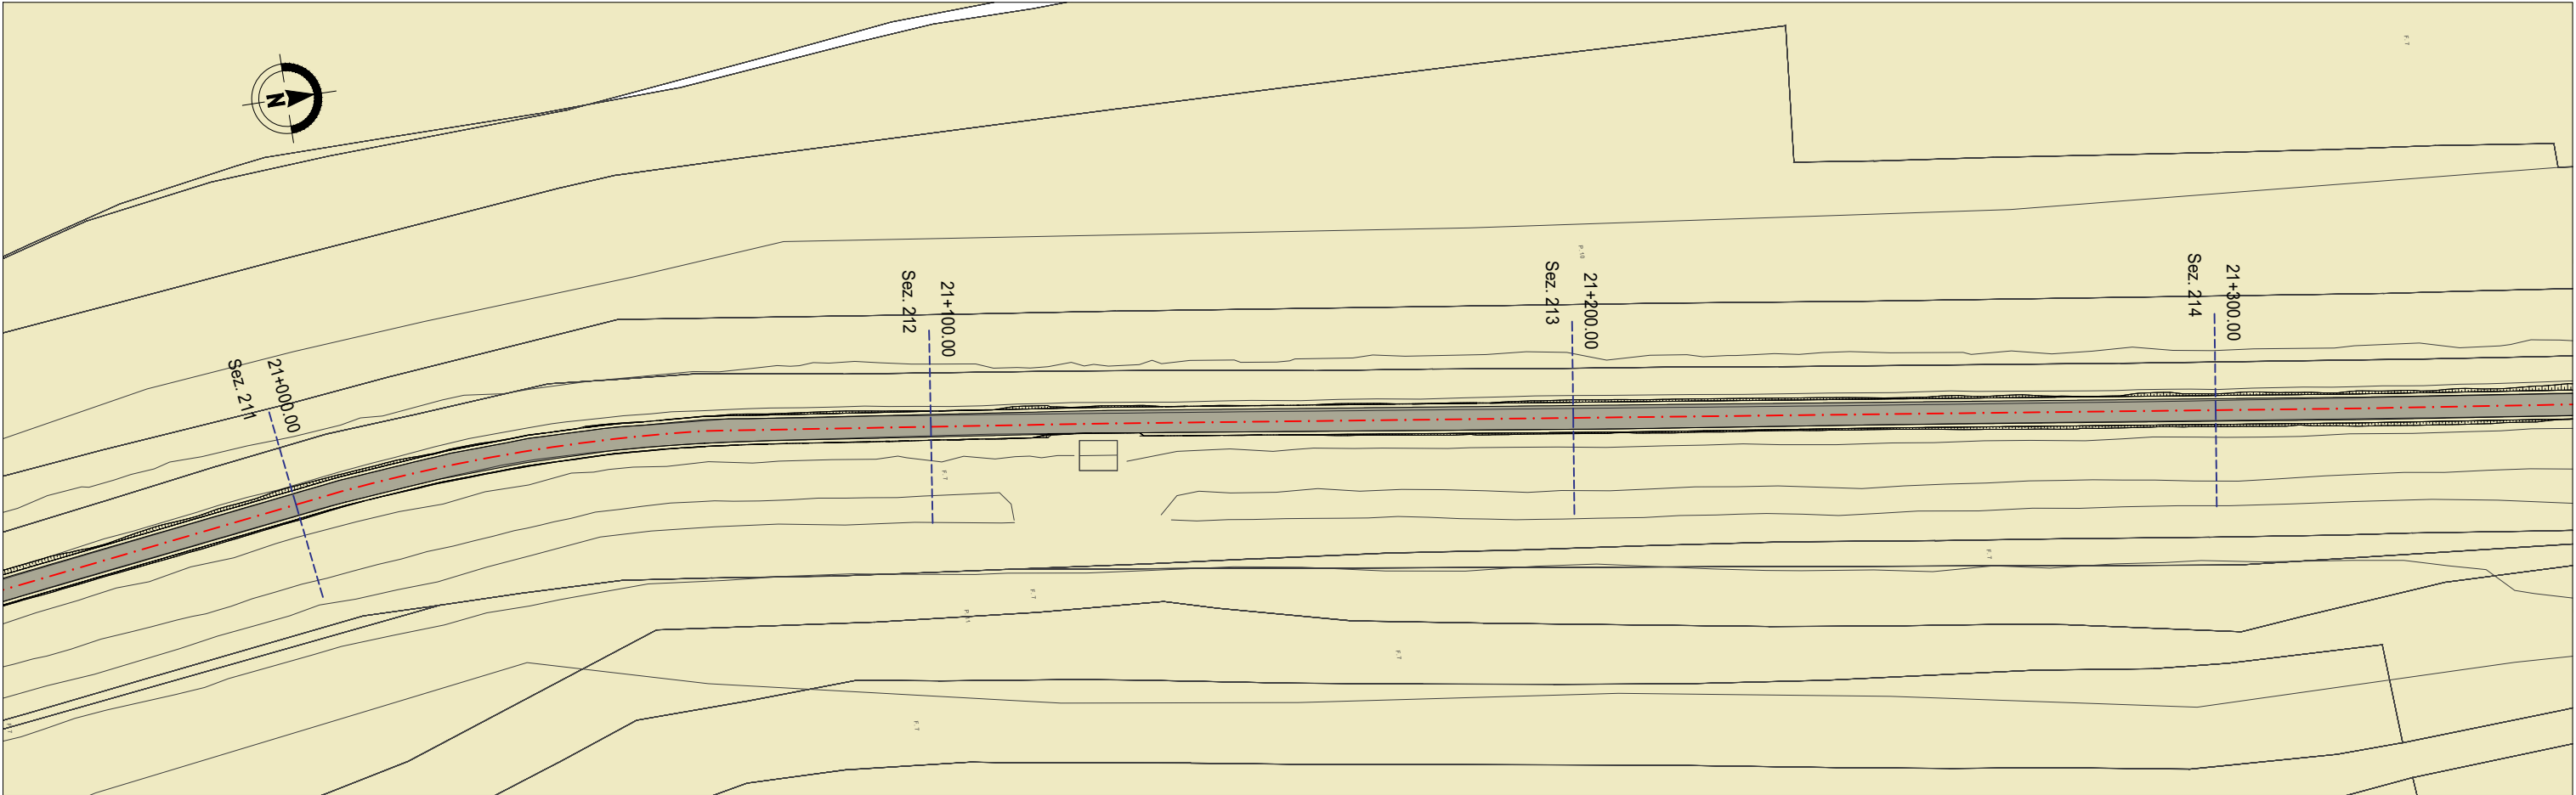 N
Sez. 211
21+000.00
Sez. 212
21+100.00
Sez. 213
21+200.00
Sez. 214
21+300.00
F.T
F.T
F.T
F.T
F.T
F.T
F.T